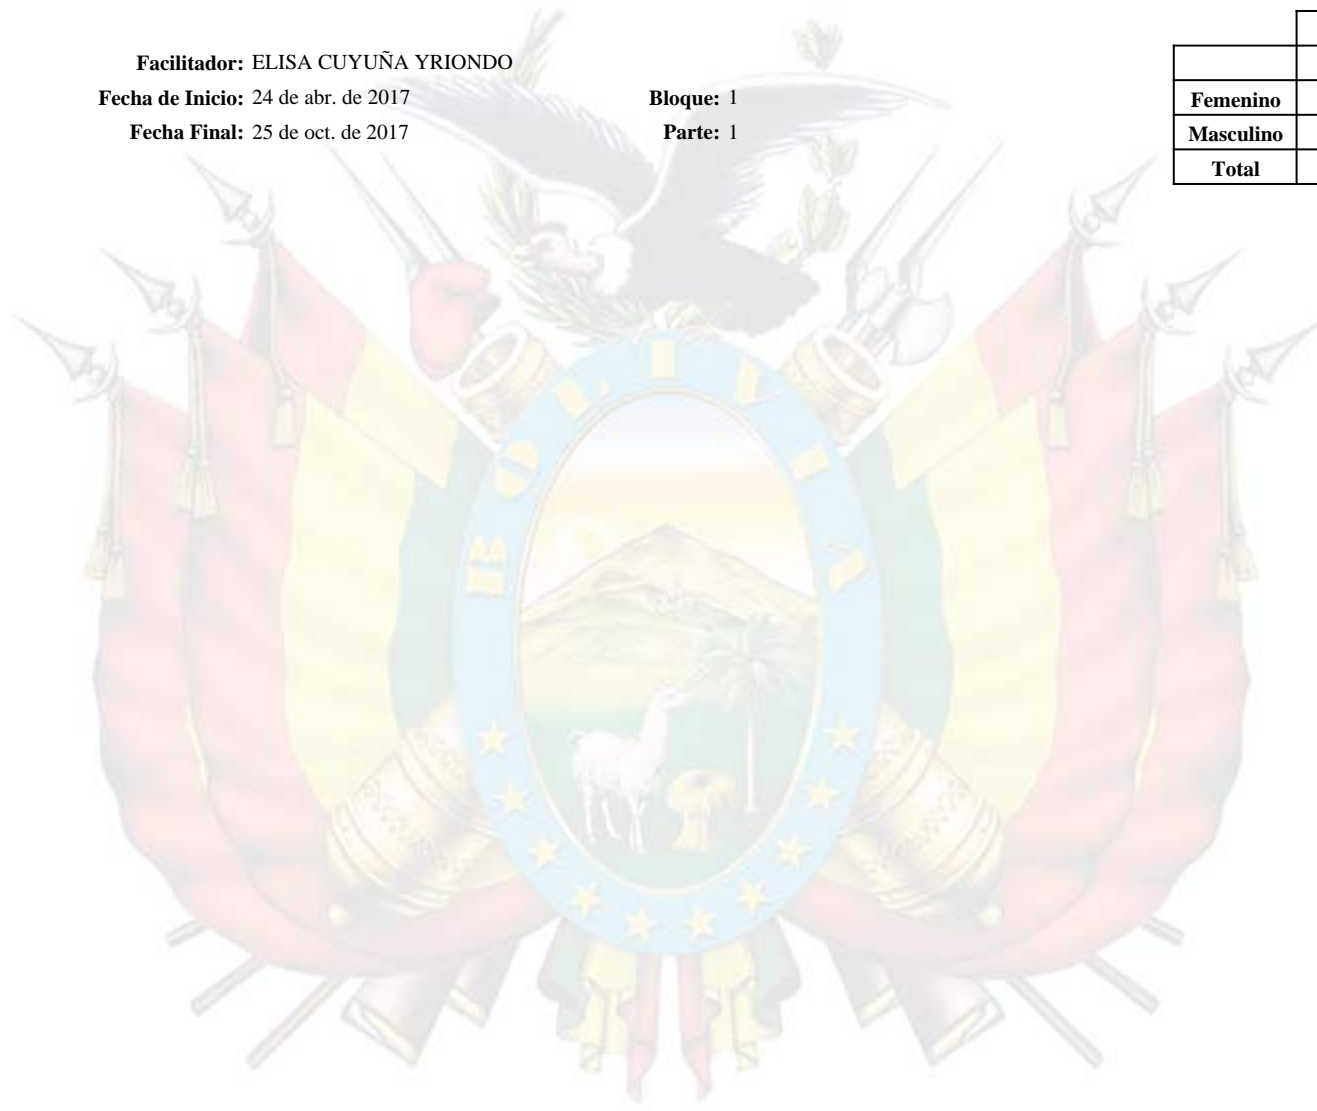 Facilitador: ELISA CUYUÑA YRIONDO
Fecha de Inicio: 24 de abr. de 2017 Bloque: 1
Fecha Final: 25 de oct. de 2017 Parte: 1
Femenino
Masculino
Total
BOLIVIA